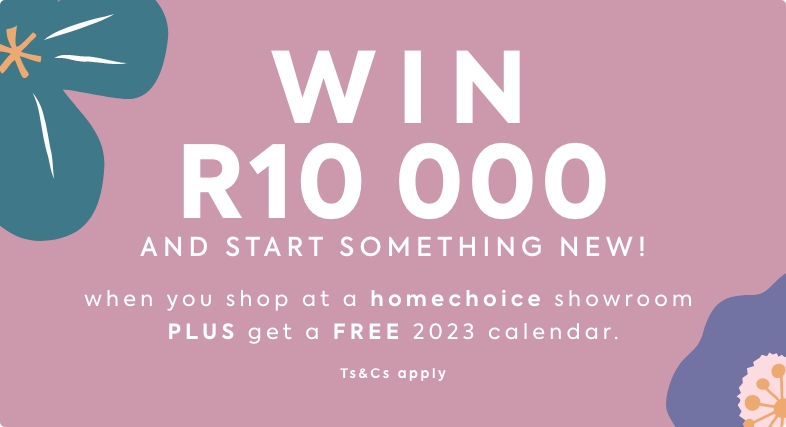 WIN
R10 000
AND START SOMETHING NEW!
when you shop at a homechoice showroom
PLUS get a FREE 2023 calendar.
Ts&Cs apply